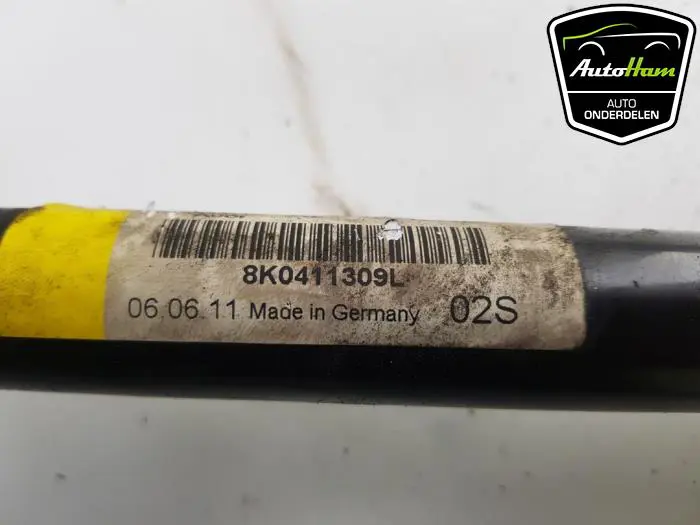 AutoHam
AUTO
ONDERDELEN
8K0411309L
06.06.11 Made in Germany 02S